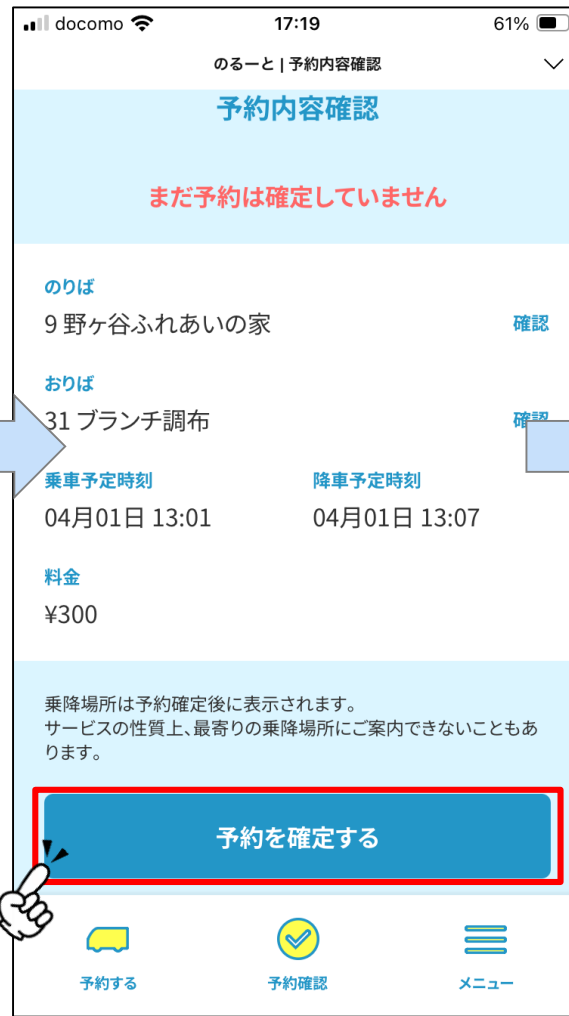 docomo 17:19 61%
のるーと | 予約内容確認
予約内容確認
まだ予約は確定していません
のりば
9 野ヶ谷ふれあいの家 確認
おりば
31 ブランチ調布 確認
乗車予定時刻 降車予定時刻
04月01日 13:01 04月01日 13:07
料金
¥300
乗降場所は予約確定後に表示されます。
サービスの性質上、最寄りの乗降場所にご案内できないこともあ
ります。
予約を確定する
予約する 予約確認 メニュー